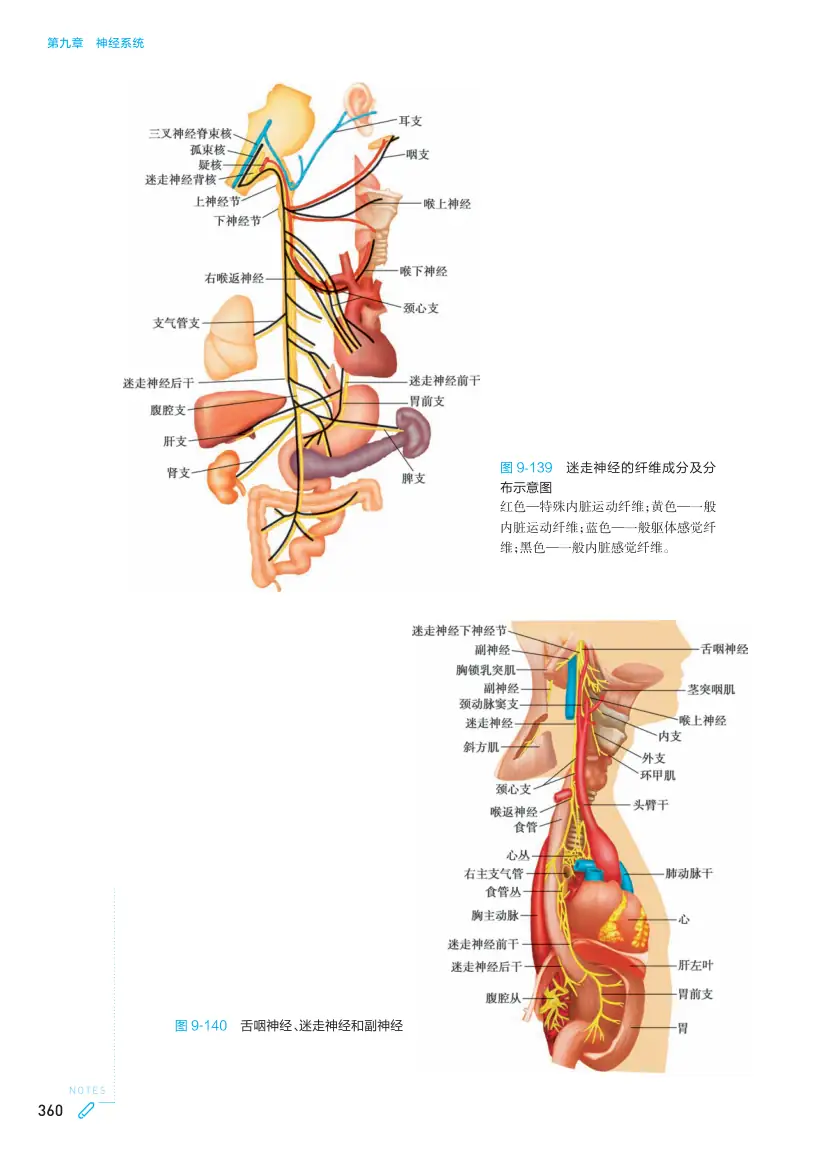 第九章 神经系统
三叉神经脊束核
孤束核
疑核
迷走神经背核
上神经节
下神经节
右喉返神经
支气管支
迷走神经后干
腹腔支
肝支
肾支
耳支
咽支
喉上神经
喉下神经
颈心支
迷走神经前干
胃前支
脾支
图 9-139 迷走神经的纤维成分及分
布示意图
红色—特殊内脏运动纤维；黄色—一般
内脏运动纤维；蓝色—一般躯体感觉纤
维；黑色—一般内脏感觉纤维。
迷走神经下神经节
副神经
胸锁乳突肌
副神经
颈动脉窦支
迷走神经
斜方肌
颈心支
喉返神经
食管
心丛
右主支气管
食管丛
胸主动脉
迷走神经前干
迷走神经后干
腹腔从
舌咽神经
茎突咽肌
喉上神经
内支
外支
环甲肌
头臂干
肺动脉干
心
肝左叶
胃前支
胃
图 9-140 舌咽神经、迷走神经和副神经
NOTES
360